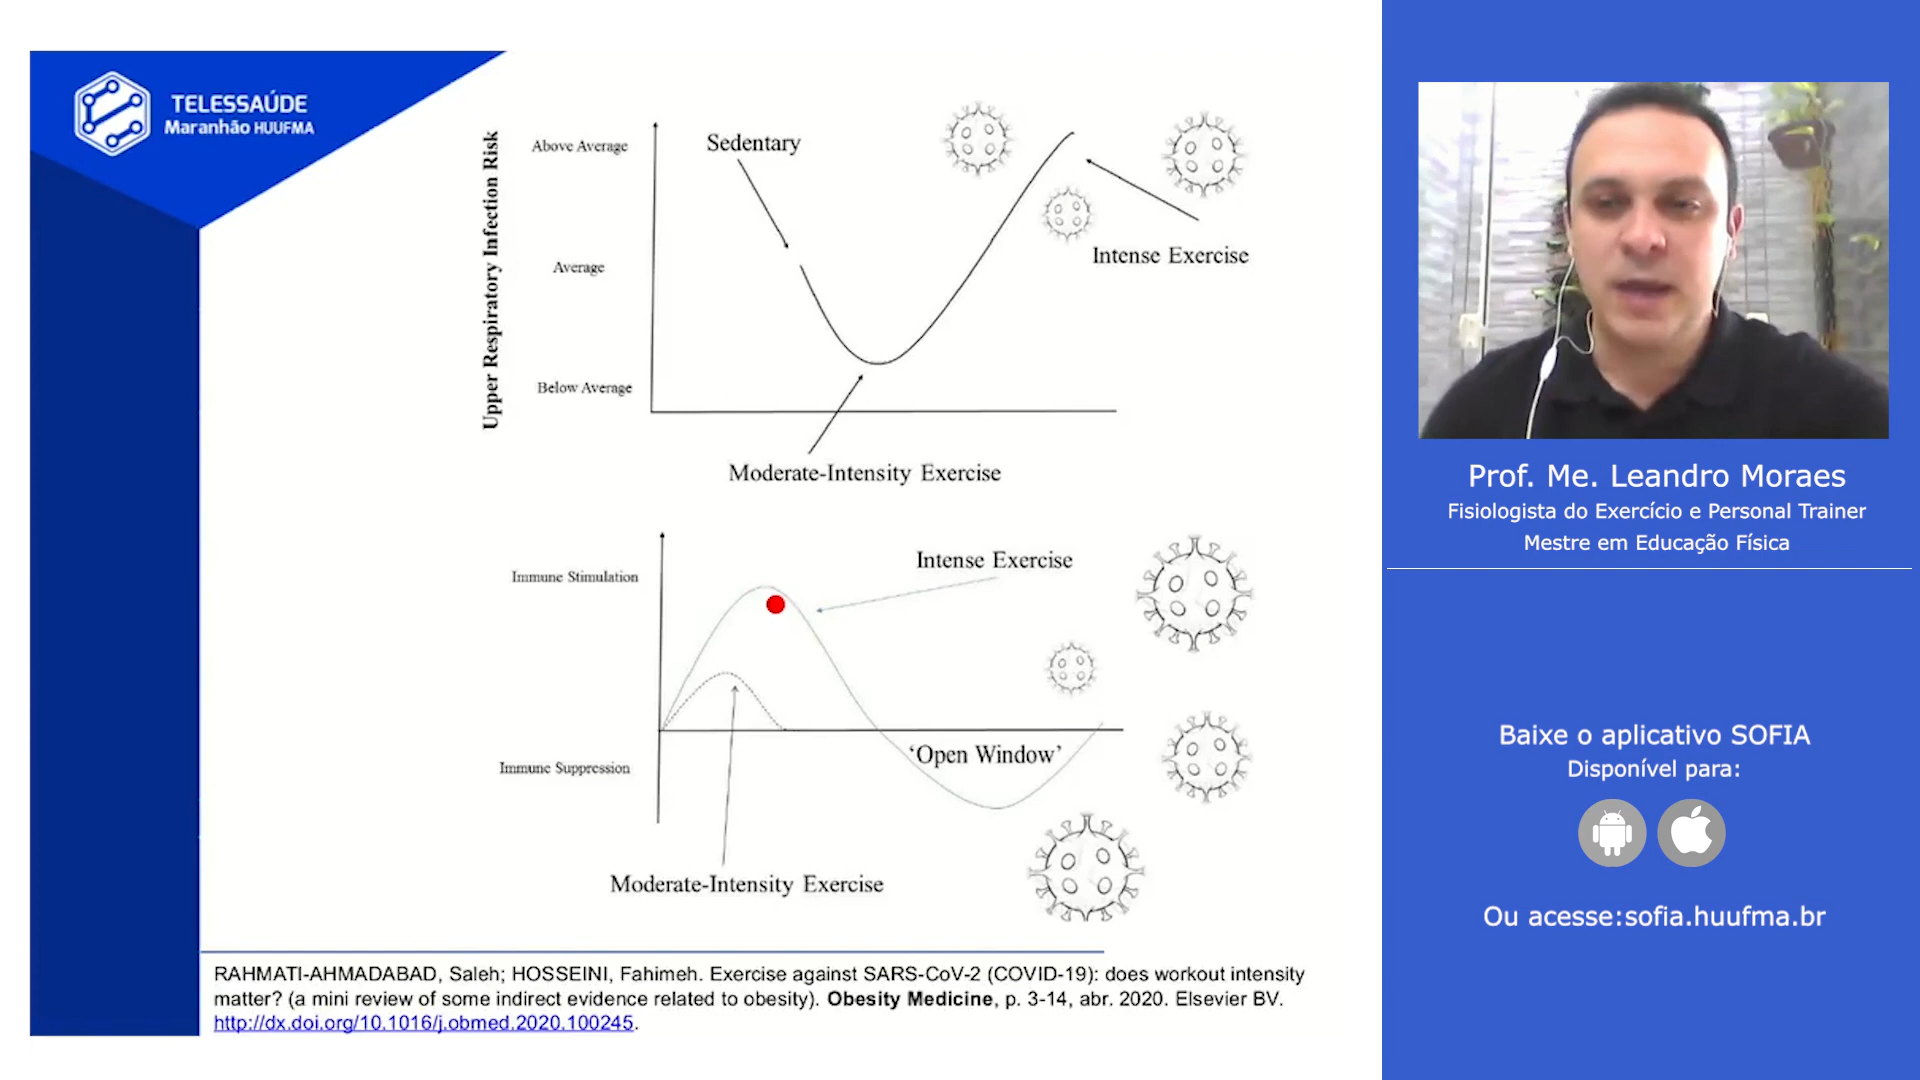 TELESSAÚDE
Maranhão HUUFMA
Upper Respiratory Infection Risk
Above Average
Average
Below Average
Sedentary
Intense Exercise
Moderate-Intensity Exercise
Immune Stimulation
Immune Suppression
Intense Exercise
‘Open Window’
Moderate-Intensity Exercise
RAHMATI-AHMADABAD, Saleh; HOSSEINI, Fahimeh. Exercise against SARS-CoV-2 (COVID-19): does workout intensity
matter? (a mini review of some indirect evidence related to obesity). Obesity Medicine, p. 3-14, abr. 2020. Elsevier BV.
http://dx.doi.org/10.1016/j.obmed.2020.100245.
Prof. Me. Leandro Moraes
Fisiologista do Exercício e Personal Trainer
Mestre em Educação Física
Baixe o aplicativo SOFIA
Disponível para:
Ou acesse:sofia.huufma.br